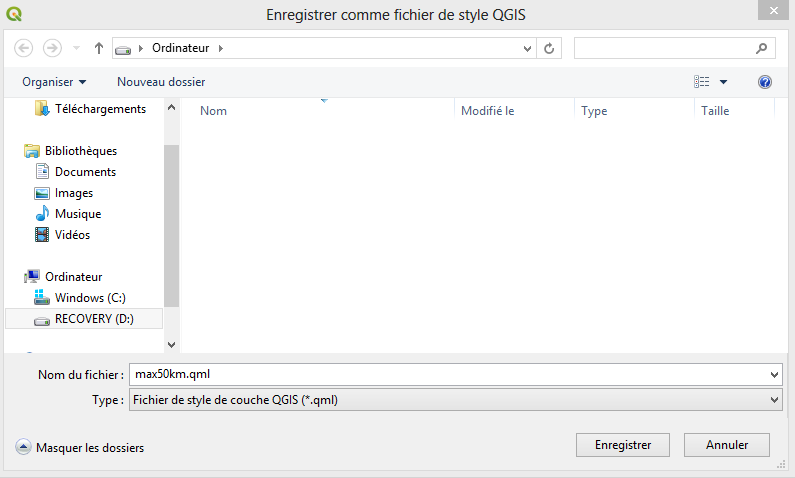 Enregistrer comme fichier de style QGIS
Ordinateur
Organiser Nouveau dossier
Nom Modifié le Type Taille
Téléchargements
Bibliothèques
Documents
Images
Musique
Vidéos
Ordinateur
Windows (C:)
RECOVERY (D:)
Nom du fichier : max50km.qml
Type : Fichier de style de couche QGIS (*.qml)
Masquer les dossiers Enregistrer Annuler